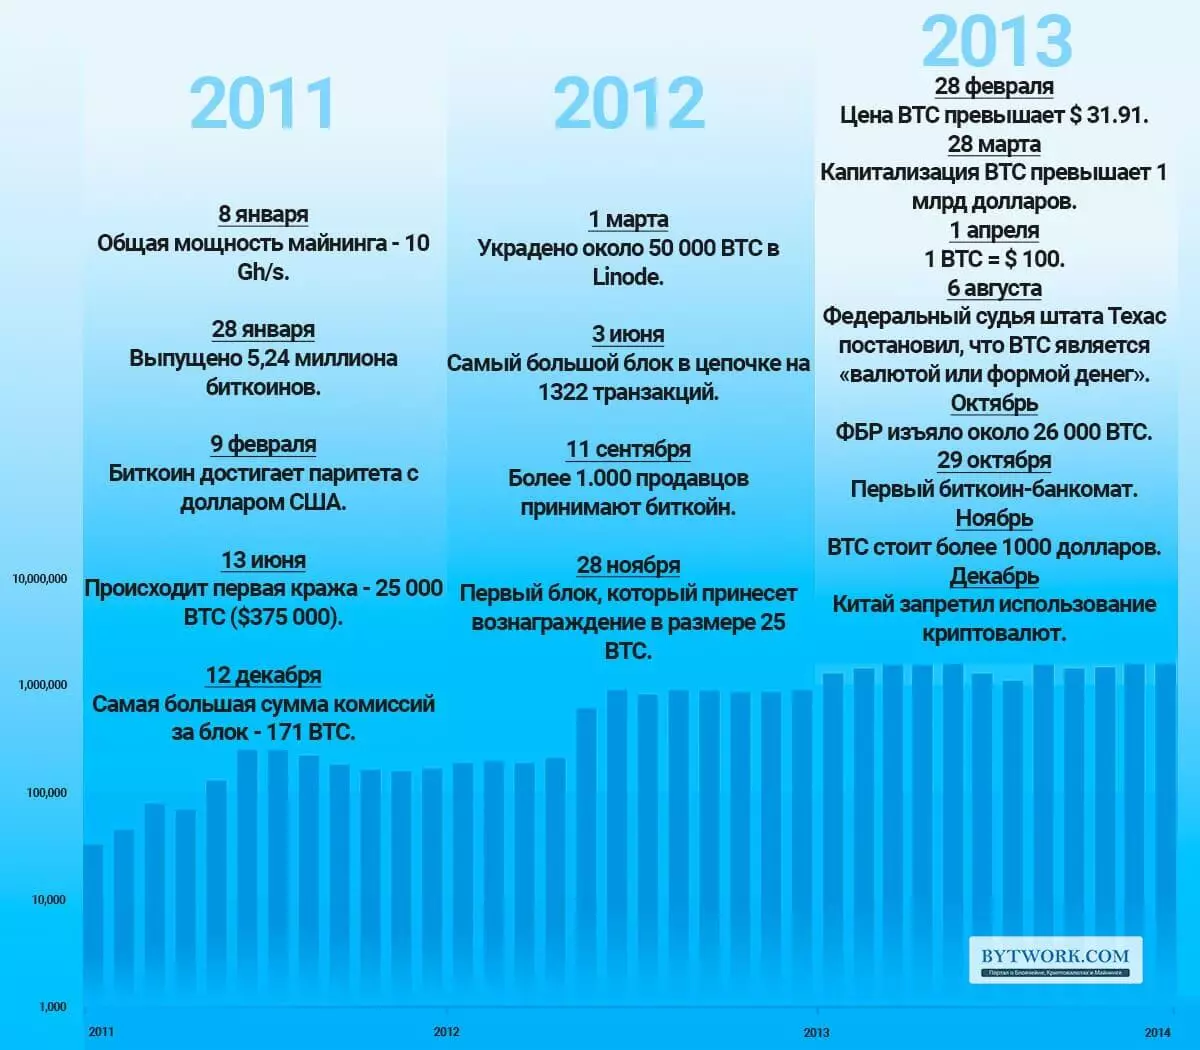 2011
8 января
Общая мощность майнинга - 10
Gh/s.
28 января
Выпущено 5,24 миллиона
биткоинов.
9 февраля
Биткоин достигает паритета с
долларом США.
13 июня
Происходит первая кража - 25 000
BTC ($375 000).
12 декабря
Самая большая сумма комиссий
за блок - 171 BTC.
2012
1 марта
Украдено около 50 000 BTC в
Linode.
3 июня
Самый большой блок в цепочке на
1322 транзакций.
11 сентября
Более 1.000 продавцов
принимают биткойн.
28 ноября
Первый блок, который принесет
вознаграждение в размере 25
BTC.
2013
28 февраля
Цена BTC превышает $ 31.91.
28 марта
Капитализация BTC превышает 1
млрд долларов.
1 апреля
1 BTC = $ 100.
6 августа
Федеральный судья штата Техас
постановил, что BTC является
«валютой или формой денег».
Октябрь
ФБР изъяло около 26 000 BTC.
29 октября
Первый биткоин-банкомат.
Ноябрь
BTC стоит более 1000 долларов.
Декабрь
Китай запретил использование
криптовалют.
10,000,000
1,000,000
100,000
10,000
1,000
2011
2012
2013
2014
BYTWORK.COM
Портал о Блокчейне, Криптовалютах и Майнинге